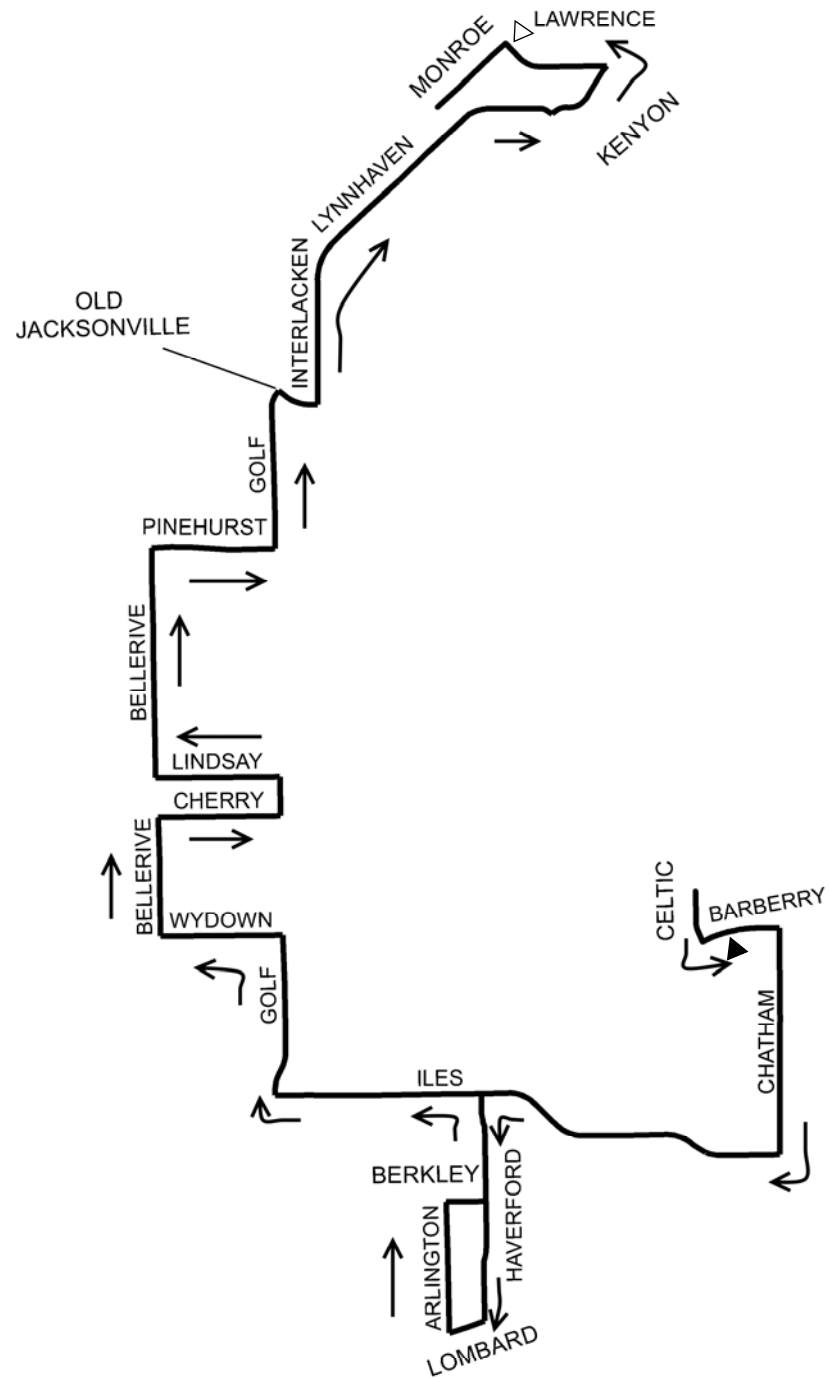 LAWRENCE
MONROE
KENYON
LYNNHAVEN
INTERLACKEN
OLD
JACKSONVILLE
GOLF
PINEHURST
BELLERIVE
LINDSAY
CHERRY
BELLERIVE
WYDOWN
GOLF
CELTIC
BARBERRY
CHATHAM
ILES
BERKLEY
HAVERFORD
ARLINGTON
LOMBARD